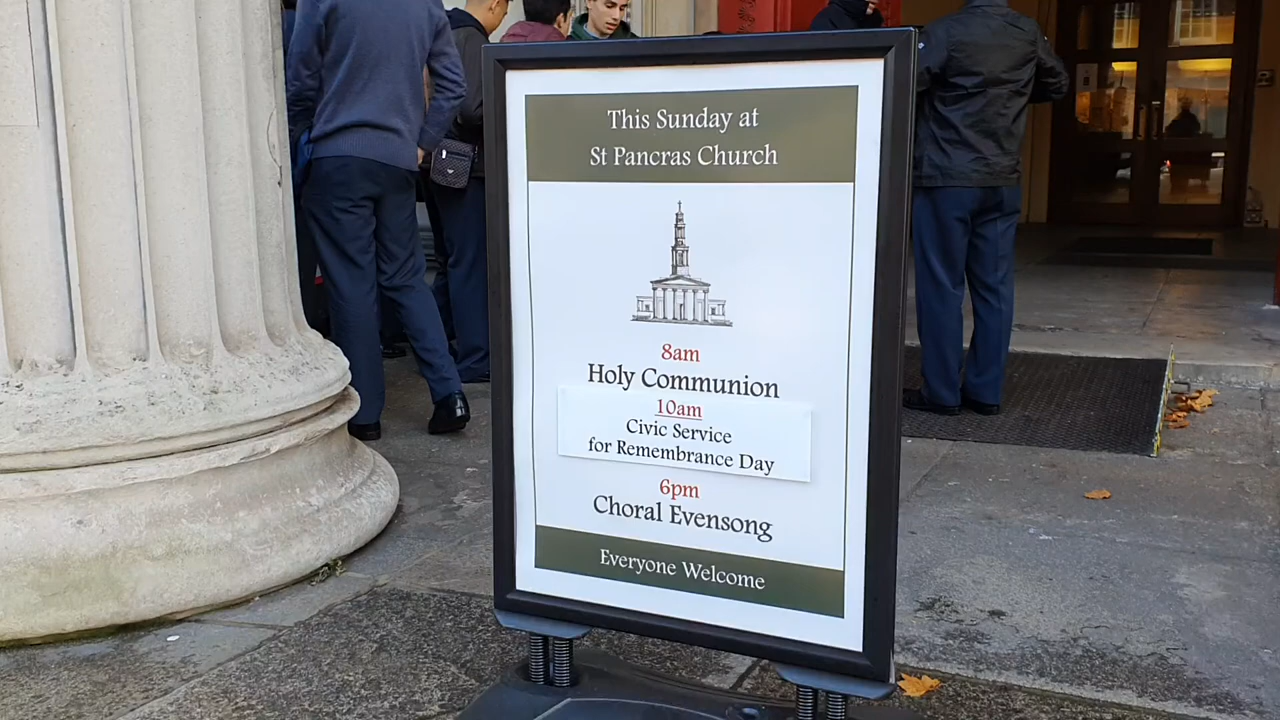 This Sunday at
St Pancras Church
8am
Holy Communion
10am
Civic Service
for Remembrance Day
6pm
Choral Evensong
Everyone Welcome